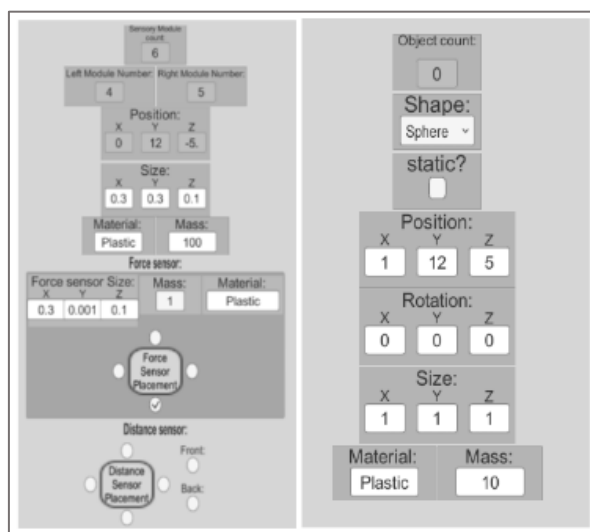 Sensory Module
count:
6
Left Module Number: Right Module Number:
4 5
Position:
X Y Z
0 12 -5.
Size:
X Y Z
0.3 0.3 0.1
Material: Mass:
Plastic 100
Force sensor:
Force sensor Size: Mass: Material:
X Y Z
0.3 0.001 0.1 1 Plastic
Force
Sensor
Placement
Distance sensor:
Front:
Distance
Sensor
Placement
Back:
Object count:
0
Shape:
Sphere
static?
Position:
X Y Z
1 12 5
Rotation:
X Y Z
0 0 0
Size:
X Y Z
1 1 1
Material: Mass:
Plastic 10